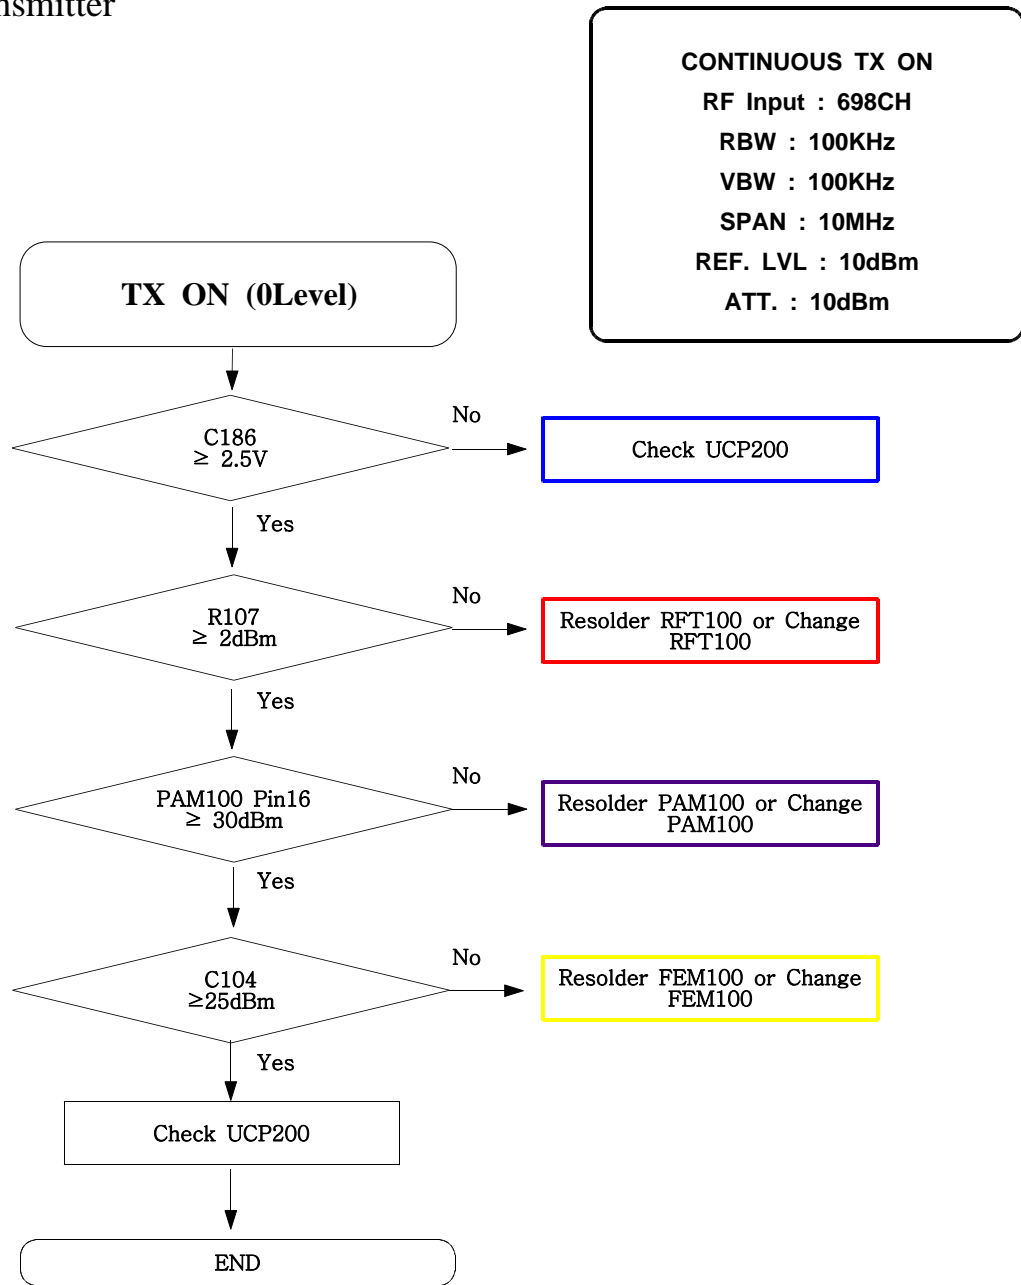 CONTINUOUS TX ON
RF Input : 698CH
RBW : 100KHz
VBW : 100KHz
SPAN : 10MHz
REF. LVL : 10dBm
ATT. : 10dBm
TX ON (0Level)
C186
≥ 2.5V
No
Check UCP200
Yes
R107
≥ 2dBm
No
Resolder RFT100 or Change
RFT100
Yes
PAM100 Pin16
≥ 30dBm
No
Resolder PAM100 or Change
PAM100
Yes
C104
≥25dBm
No
Resolder FEM100 or Change
FEM100
Yes
Check UCP200
END